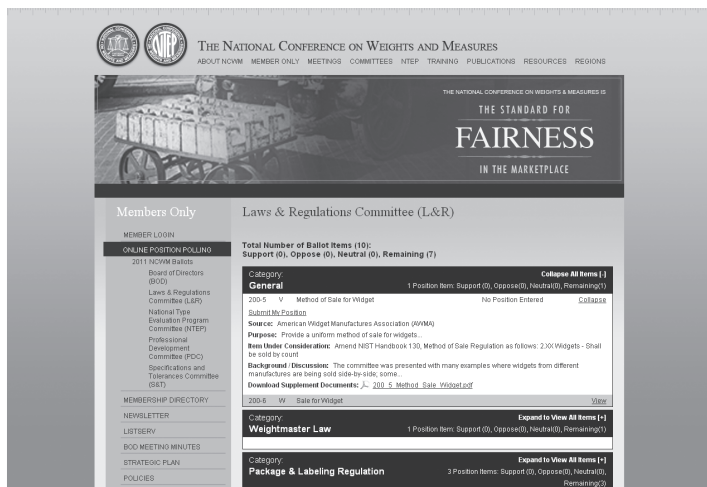 THE NATIONAL CONFERENCE ON WEIGHTS AND MEASURES
ABOUT NCWM MEMBER ONLY MEETINGS COMMITTEES NTEP TRAINING PUBLICATIONS RESOURCES REGIONS
THE NATIONAL CONFERENCE ON WEIGHTS & MEASURES IS
THE STANDARD FOR
FAIRNESS
IN THE MARKETPLACE
Members Only
MEMBER LOGIN
ONLINE POSITION POLLING
2011 NCWM Ballots
Board of Directors
(BOD)
Laws & Regulations
Committee (L&R)
National Type
Evaluation Program
Committee (NTEP)
Professional
Development
Committee (PDC)
Specifications and
Tolerances Committee
(S&T)
MEMBERSHIP DIRECTORY
NEWSLETTER
LISTSERV
BOD MEETING MINUTES
STRATEGIC PLAN
POLICIES
Laws & Regulations Committee (L&R)
Total Number of Ballot Items (10):
Support (0), Oppose (0), Neutral (0), Remaining (7)
Category: Collapse All Items [-]
General 1 Position Item: Support (0), Oppose(0), Neutral(0), Remaining(1)
200-5 V Method of Sale for Widget No Position Entered Collapse
Submit My Position
Source: American Widget Manufactures Association (AWMA)
Purpose: Provide a uniform method of sale for widgets...
Item Under Consideration: Amend NIST Handbook 130, Method of Sale Regulation as follows: 2.XX Widgets - Shall
be sold by count
Background / Discussion: The committee was presented with many examples where widgets from different
manufactures are being sold side-by-side; some...
Download Supplement Documents: 200_5_Method_Sale_Widget.pdf
200-6 W Sale for Widget View
Category: Expand to View All Items [+]
Weightmaster Law 1 Position Item: Support (0), Oppose(0), Neutral(0), Remaining(1)
Category: Expand to View All Items [+]
Package & Labeling Regulation 3 Position Items: Support (0), Oppose(0), Neutral(0),
Remaining(3)